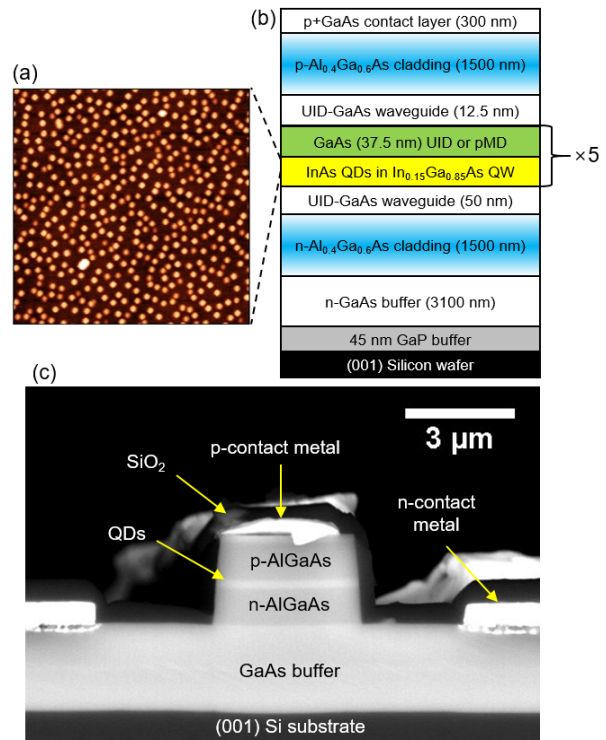 (a)
(b)
p+GaAs contact layer (300 nm)
p-Al0.4Ga0.6As cladding (1500 nm)
UID-GaAs waveguide (12.5 nm)
GaAs (37.5 nm) UID or pMD
InAs QDs in In0.15Ga0.85As QW
×5
UID-GaAs waveguide (50 nm)
n-Al0.4Ga0.6As cladding (1500 nm)
n-GaAs buffer (3100 nm)
45 nm GaP buffer
(001) Silicon wafer
(c)
3 µm
p-contact metal
SiO2
n-contact
metal
QDs
p-AlGaAs
n-AlGaAs
GaAs buffer
(001) Si substrate